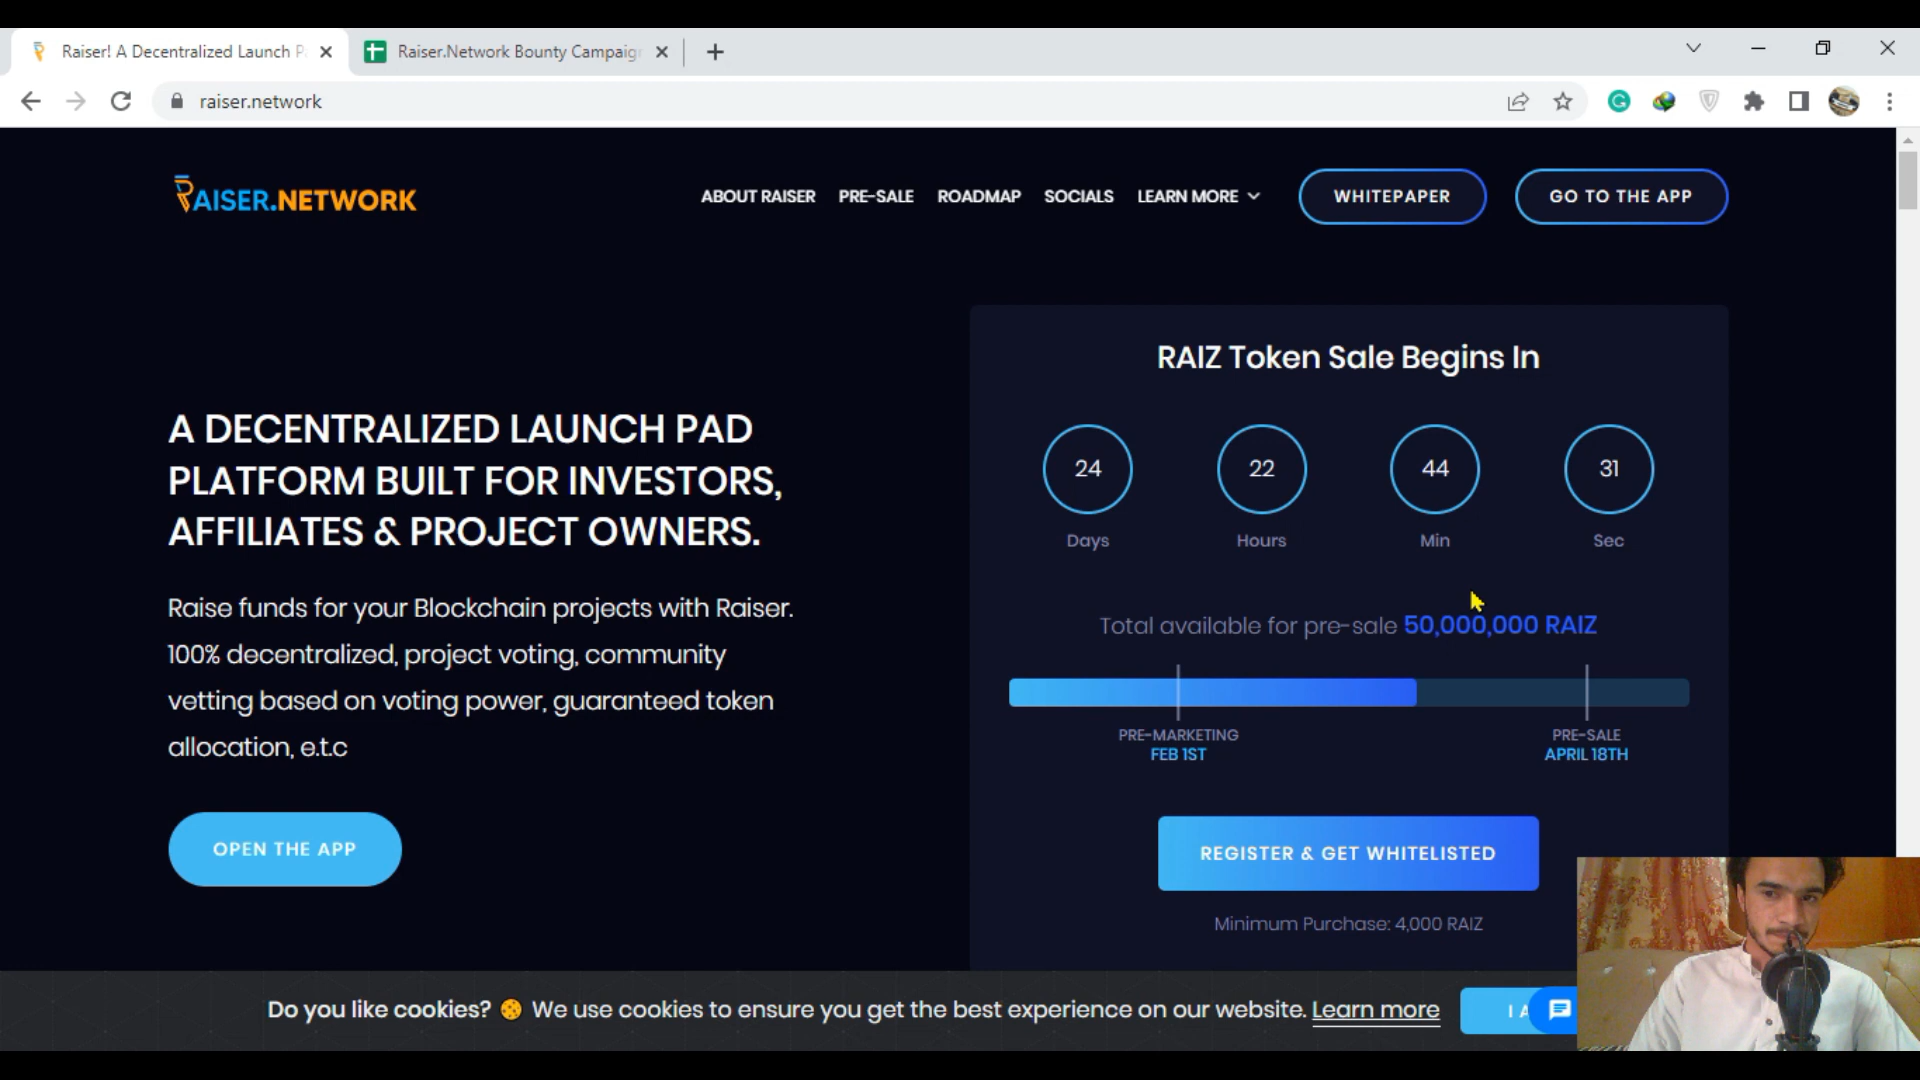 Raiser! A Decentralized Launch P
Raiser.Network Bounty Campaign
raiser.network
RAISER.NETWORK
ABOUT RAISER
PRE-SALE
ROADMAP
SOCIALS
LEARN MORE
WHITEPAPER
GO TO THE APP
A DECENTRALIZED LAUNCH PAD
PLATFORM BUILT FOR INVESTORS,
AFFILIATES & PROJECT OWNERS.
Raise funds for your Blockchain projects with Raiser.
100% decentralized, project voting, community
vetting based on voting power, guaranteed token
allocation, e.t.c
OPEN THE APP
RAIZ Token Sale Begins In
24
22
44
31
Days
Hours
Min
Sec
Total available for pre-sale 50,000,000 RAIZ
PRE-MARKETING
FEB 1ST
PRE-SALE
APRIL 18TH
REGISTER & GET WHITELISTED
Minimum Purchase: 4,000 RAIZ
Do you like cookies? 🍪 We use cookies to ensure you get the best experience on our website. Learn more
I A